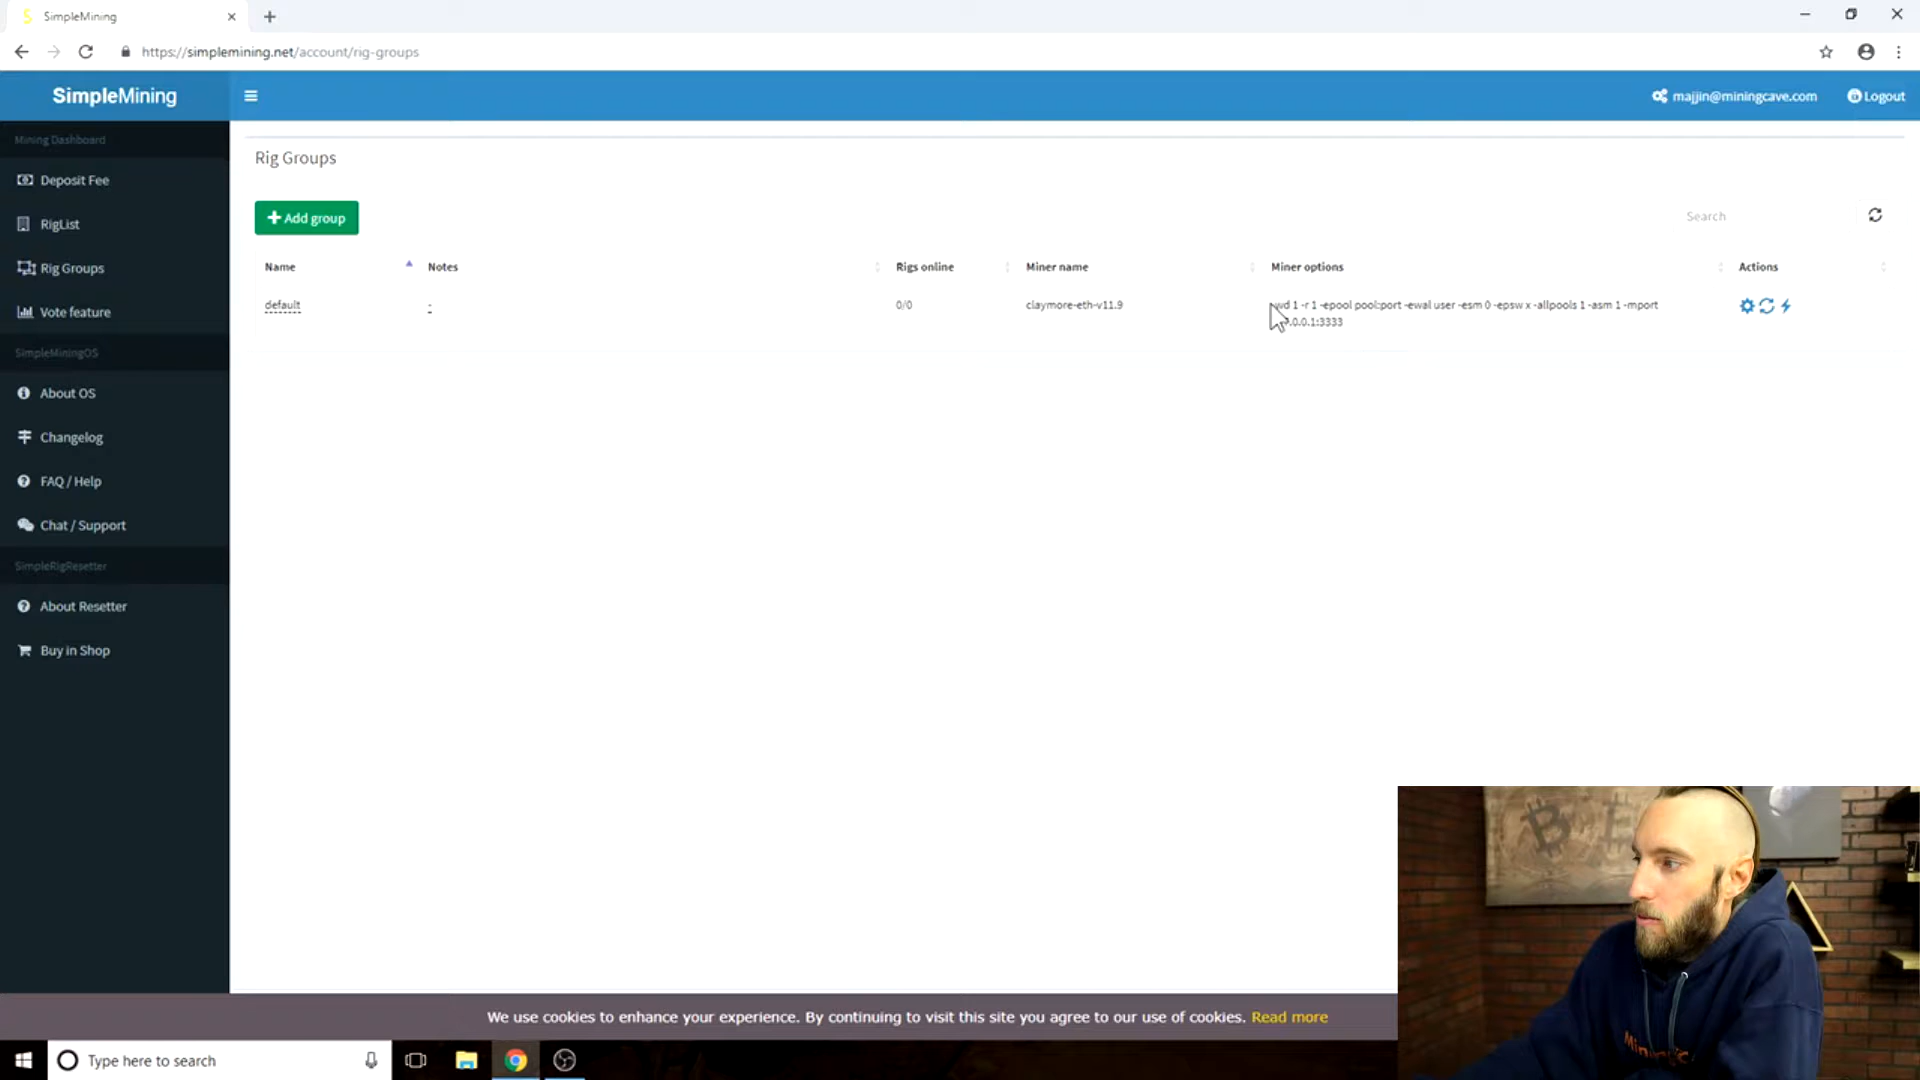 SimpleMining
https://simplemining.net/account/rig-groups
SimpleMining
majjin@miningcave.com
Logout
Mining Dashboard
Deposit Fee
RigList
Rig Groups
Vote feature
SimpleMiningOS
About OS
Changelog
FAQ / Help
Chat / Support
SimpleRigResetter
About Resetter
Buy in Shop
Rig Groups
Add group
Search
Name
Notes
Rigs online
Miner name
Miner options
Actions
default
-
0/0
claymore-eth-v11.9
1 -r 1 -epool pool:port -ewal user -esm 0 -epsw x -allpools 1 -asm 1 -mport
.0.0.1:3333
We use cookies to enhance your experience. By continuing to visit this site you agree to our use of cookies. Read more
Type here to search